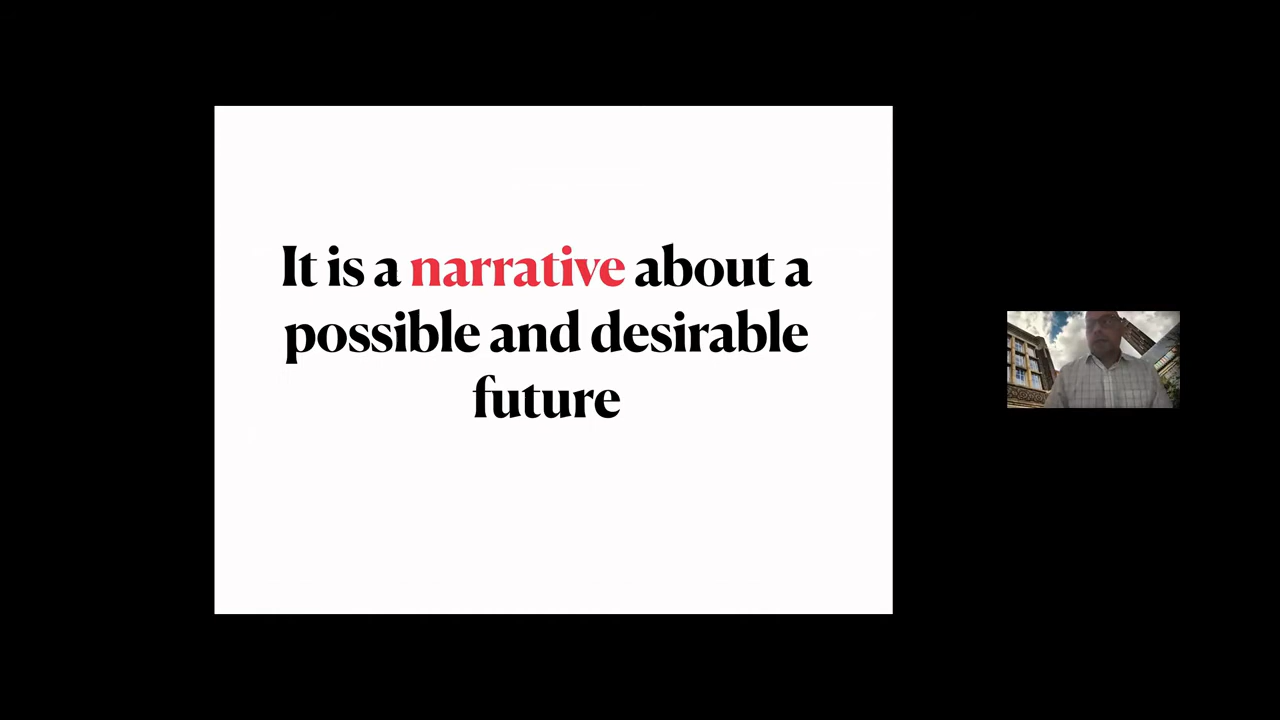 It is a narrative about a
possible and desirable
future